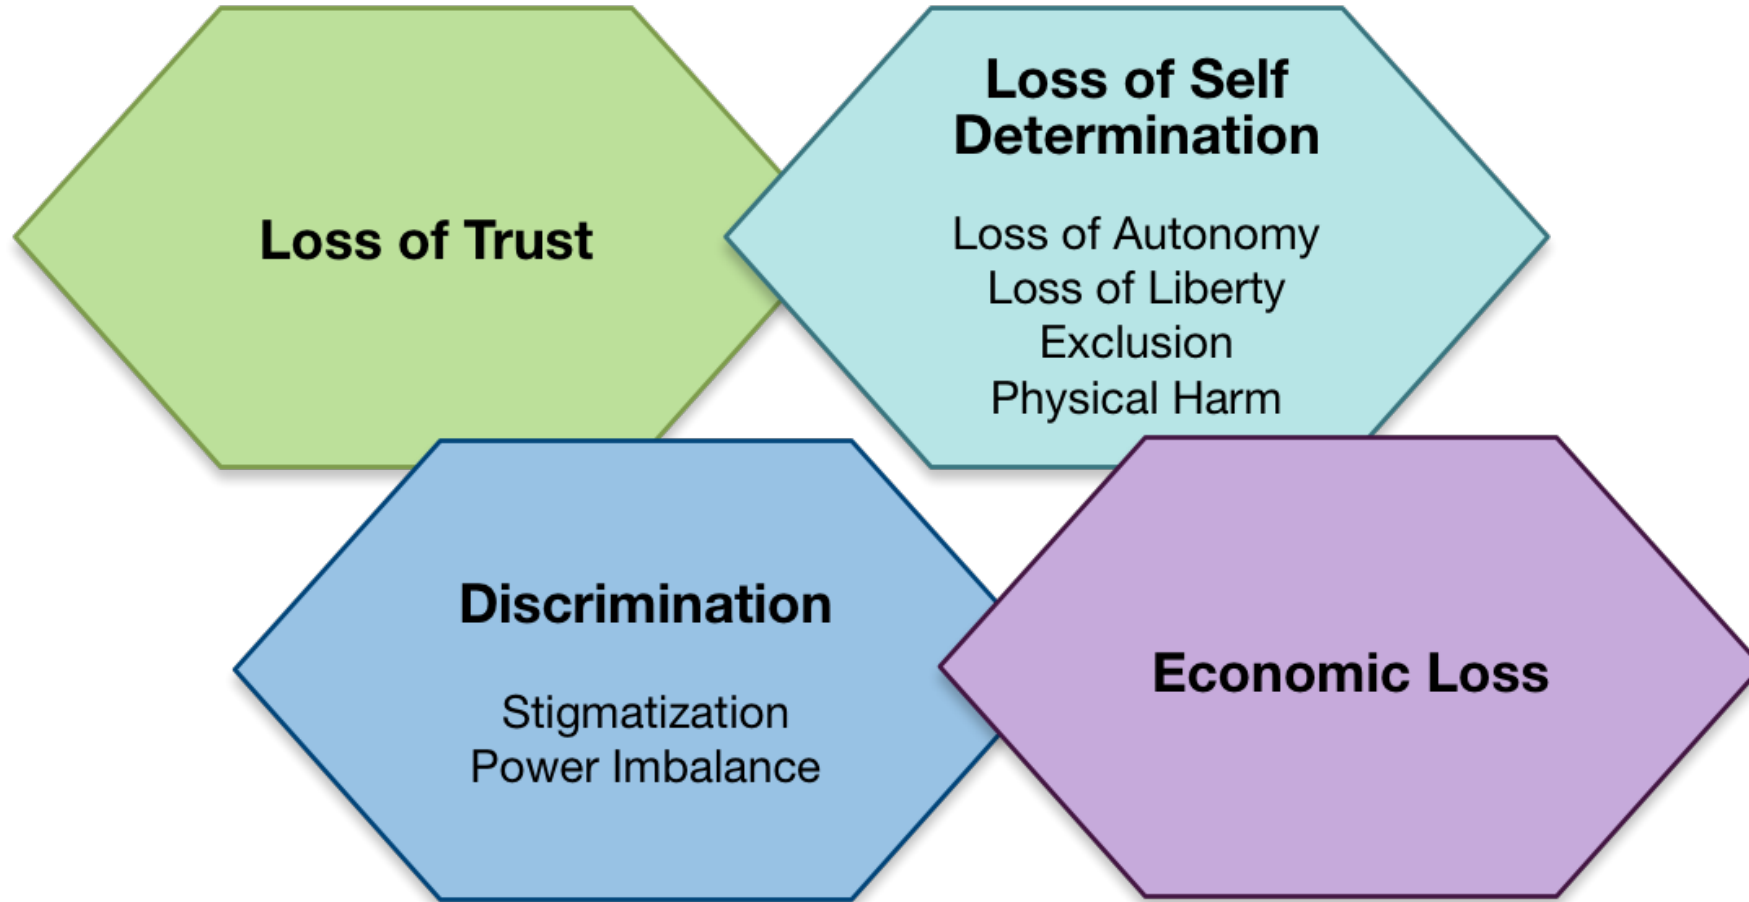 Loss of Trust
Loss of Self
Determination
Loss of Autonomy
Loss of Liberty
Exclusion
Physical Harm
Discrimination
Stigmatization
Power Imbalance
Economic Loss